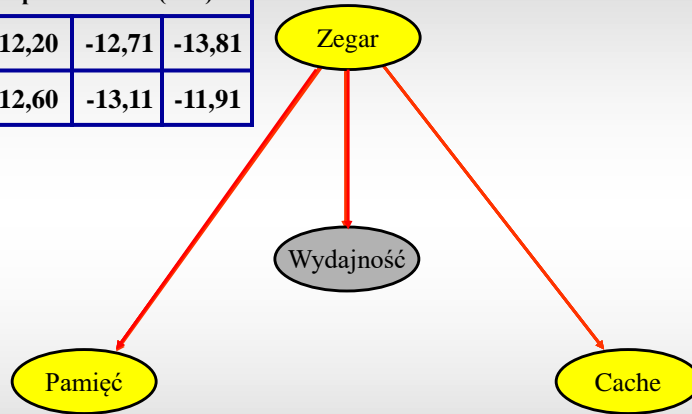 12,20 -12,71 -13,81
12,60 -13,11 -11,91
Zegar
Wydajność
Pamięć
Cache